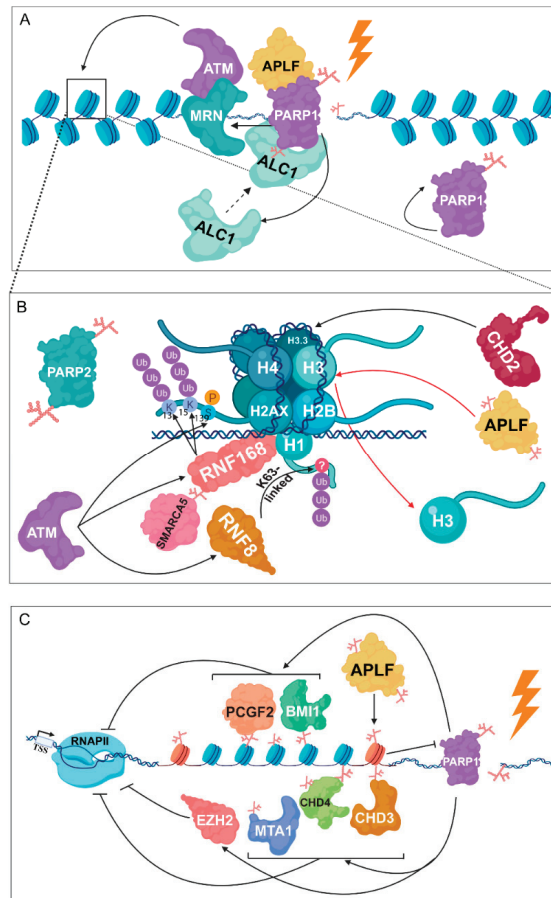 A
ATM
APLF
MRN
PARP1
ALC1
ALC1
PARP1
B
PARP2
Ub
Ub
Ub
Ub
Ub
Ub
P
K
K
S
13
15
139
H3.3
H4
H3
H2AX
H2B
H1
CHD2
APLF
H3
RNF168
SMARCA5
RNF8
K63-
linked
?
Ub
Ub
Ub
ATM
C
APLF
PCGF2
BMI1
RNAPII
TSS
PARP1
EZH2
MTA1
CHD4
CHD3